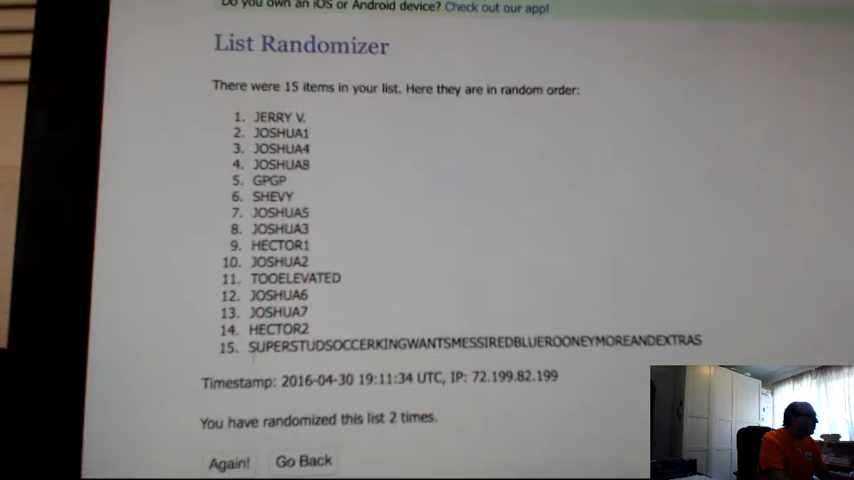 Do you own an iOS or Android device? Check out our app!
List Randomizer
There were 15 items in your list. Here they are in random order:
1. JERRY V.
2. JOSHUA1
3. JOSHUA4
4. JOSHUA8
5. GPGP
6. SHEVY
7. JOSHUA5
8. JOSHUA3
9. HECTOR1
10. JOSHUA2
11. TOOELEVATED
12. JOSHUA6
13. JOSHUA7
14. HECTOR2
15. SUPERSTUDSOCCERKINGWANTSMESSIREDBLUEROONEYMOREANDEXTRAS
Timestamp: 2016-04-30 19:11:34 UTC, IP: 72.199.82.199
You have randomized this list 2 times.
Again! Go Back